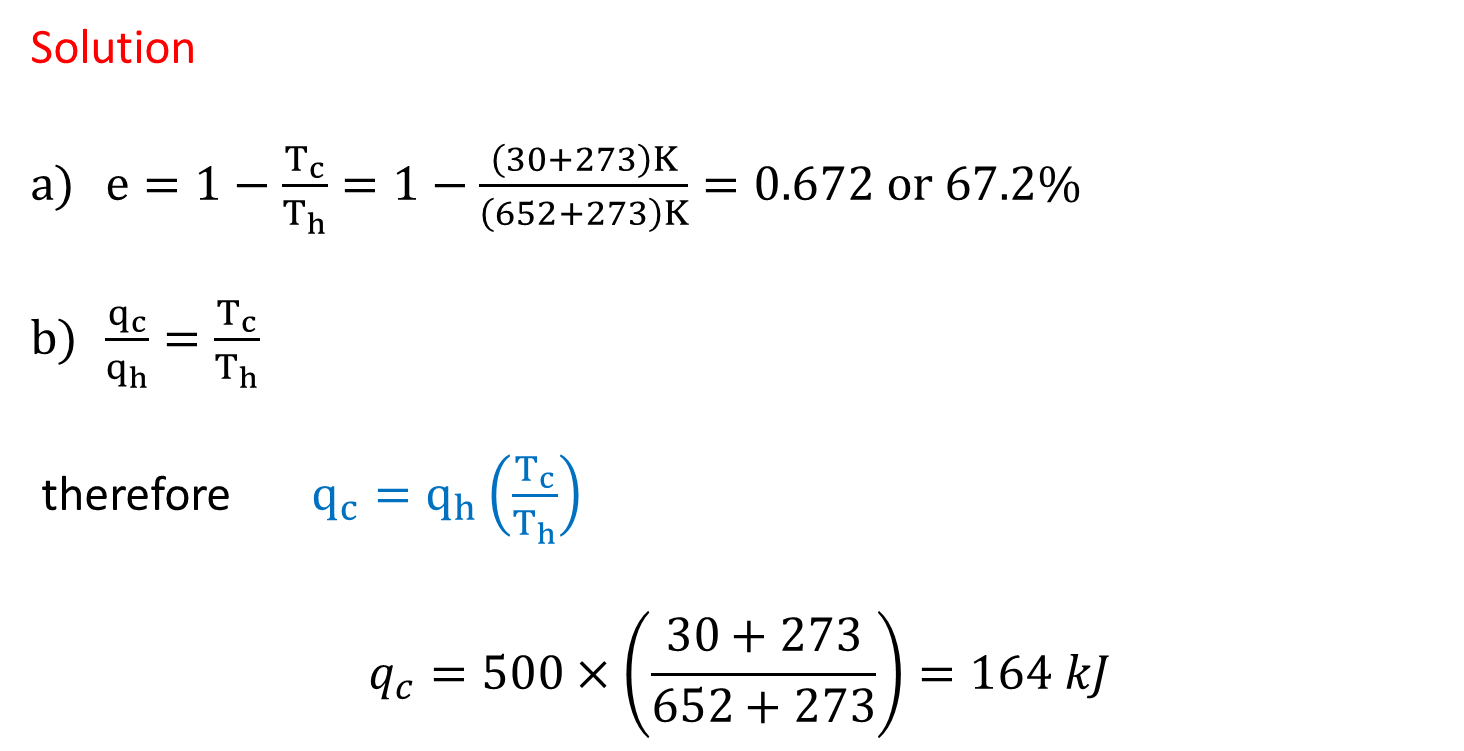 Solution
a) e = 1 − T_c/T_h = 1 − (30+273)K/(652+273)K = 0.672 or 67.2%
b) q_c/q_h = T_c/T_h
therefore q_c = q_h (T_c/T_h)
q_c = 500 × ((30 + 273)/(652 + 273)) = 164 kJ